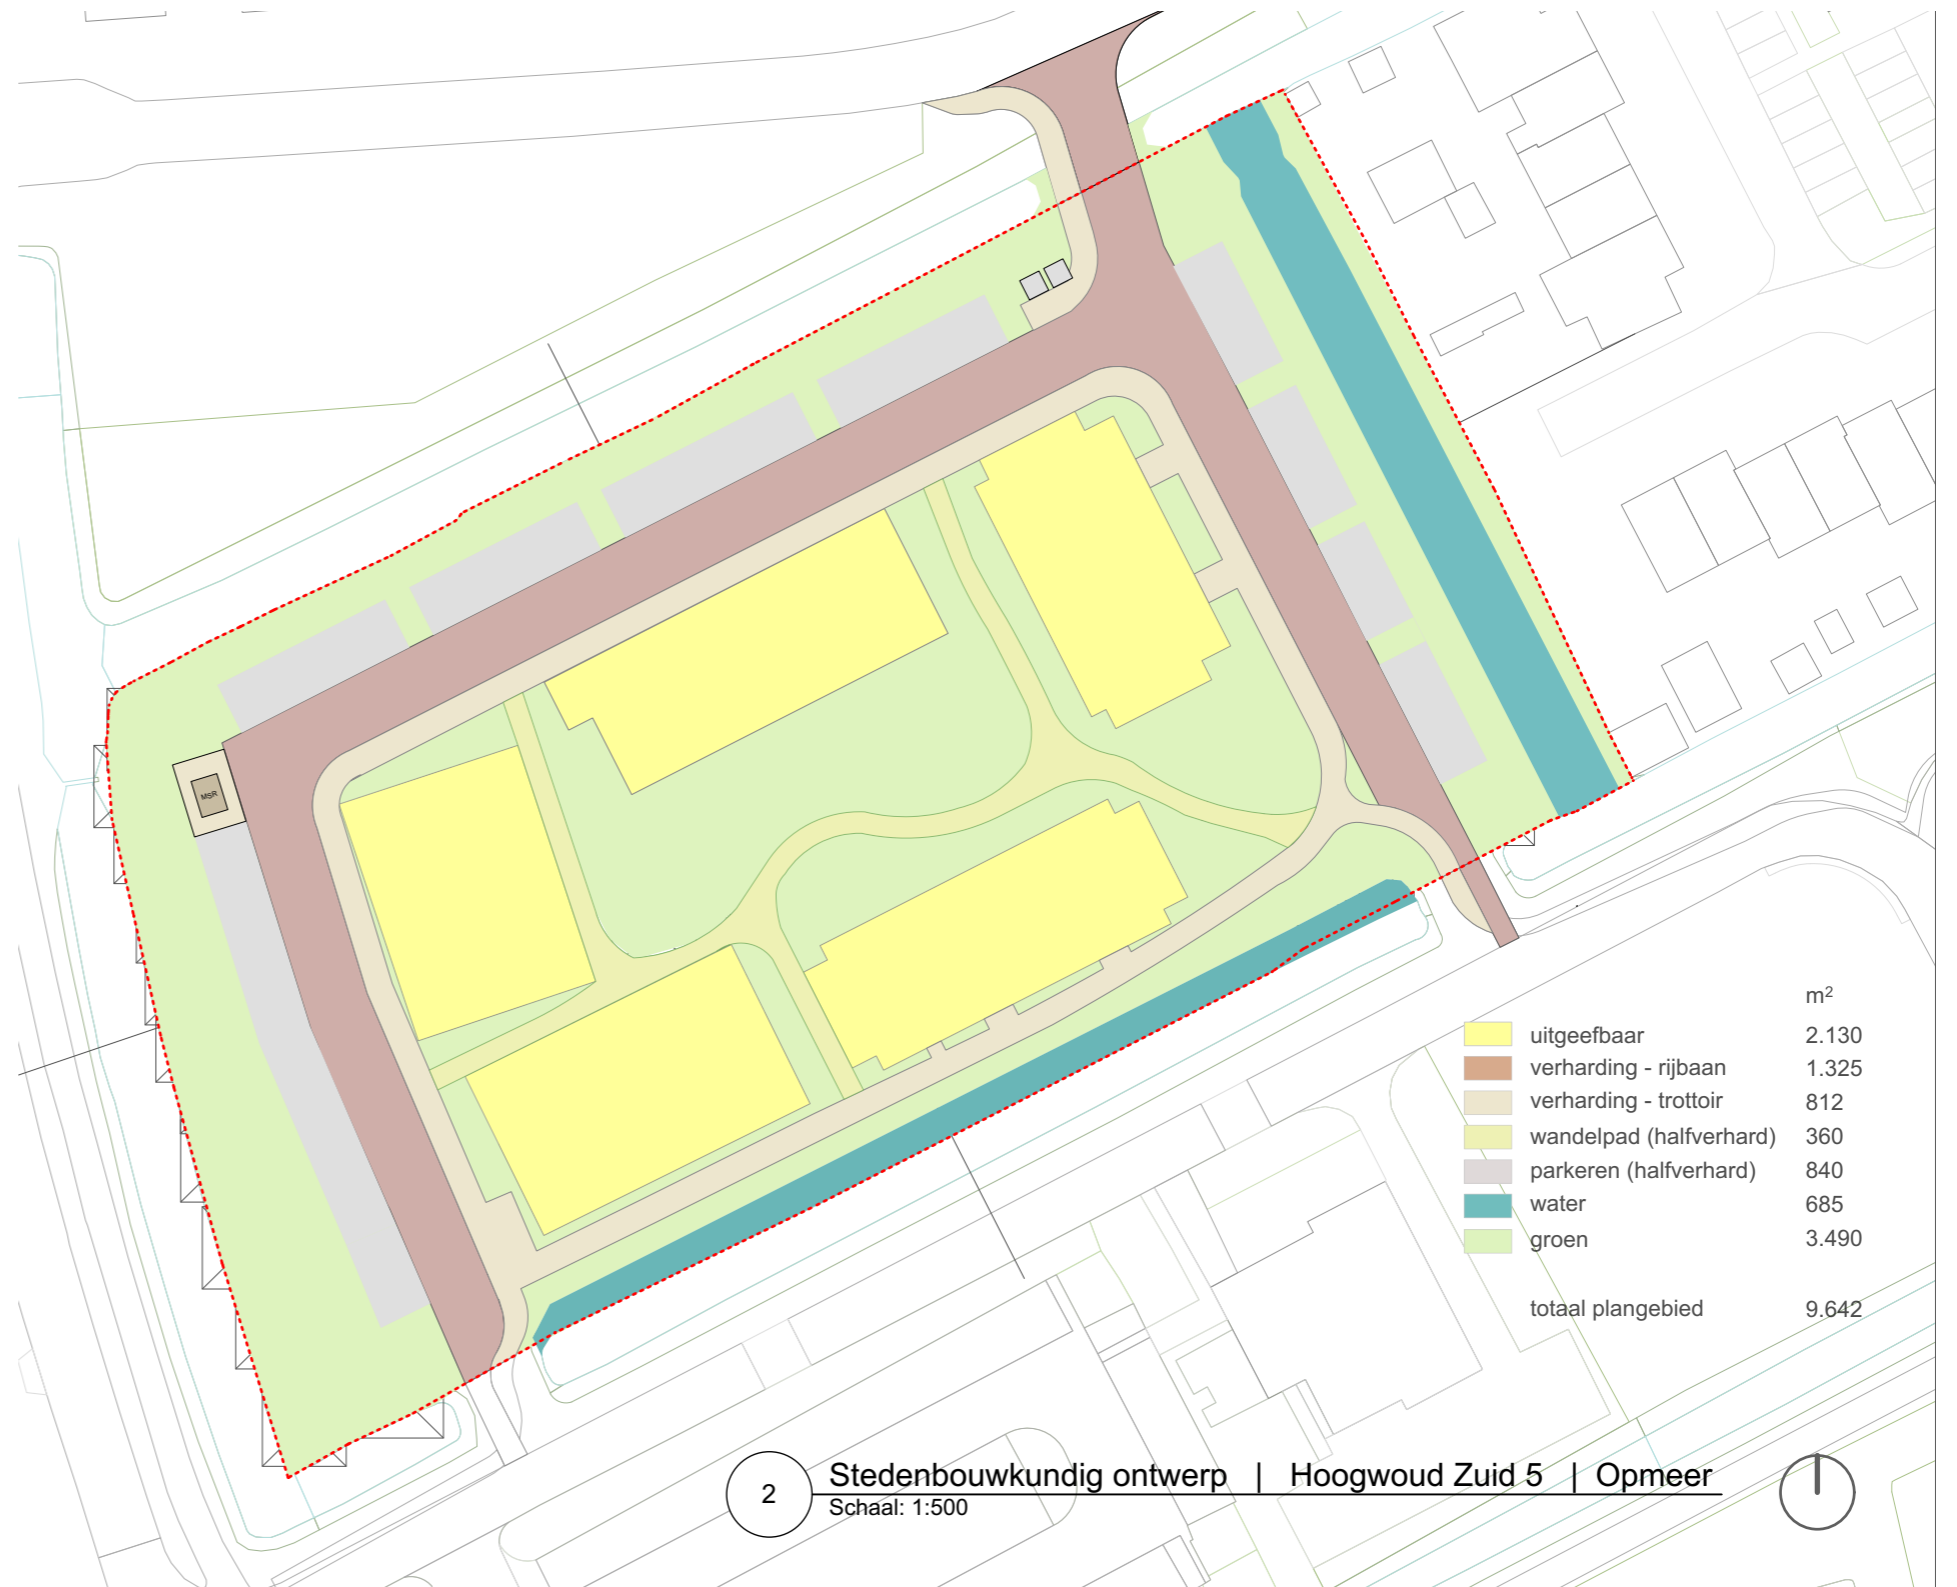 MSR
m²
uitgeefbaar 2.130
verharding - rijbaan 1.325
verharding - trottoir 812
wandelpad (halfverhard) 360
parkeren (halfverhard) 840
water 685
groen 3.490
totaal plangebied 9.642
2 Stedenbouwkundig ontwerp | Hoogwoud Zuid 5 | Opmeer
Schaal: 1:500